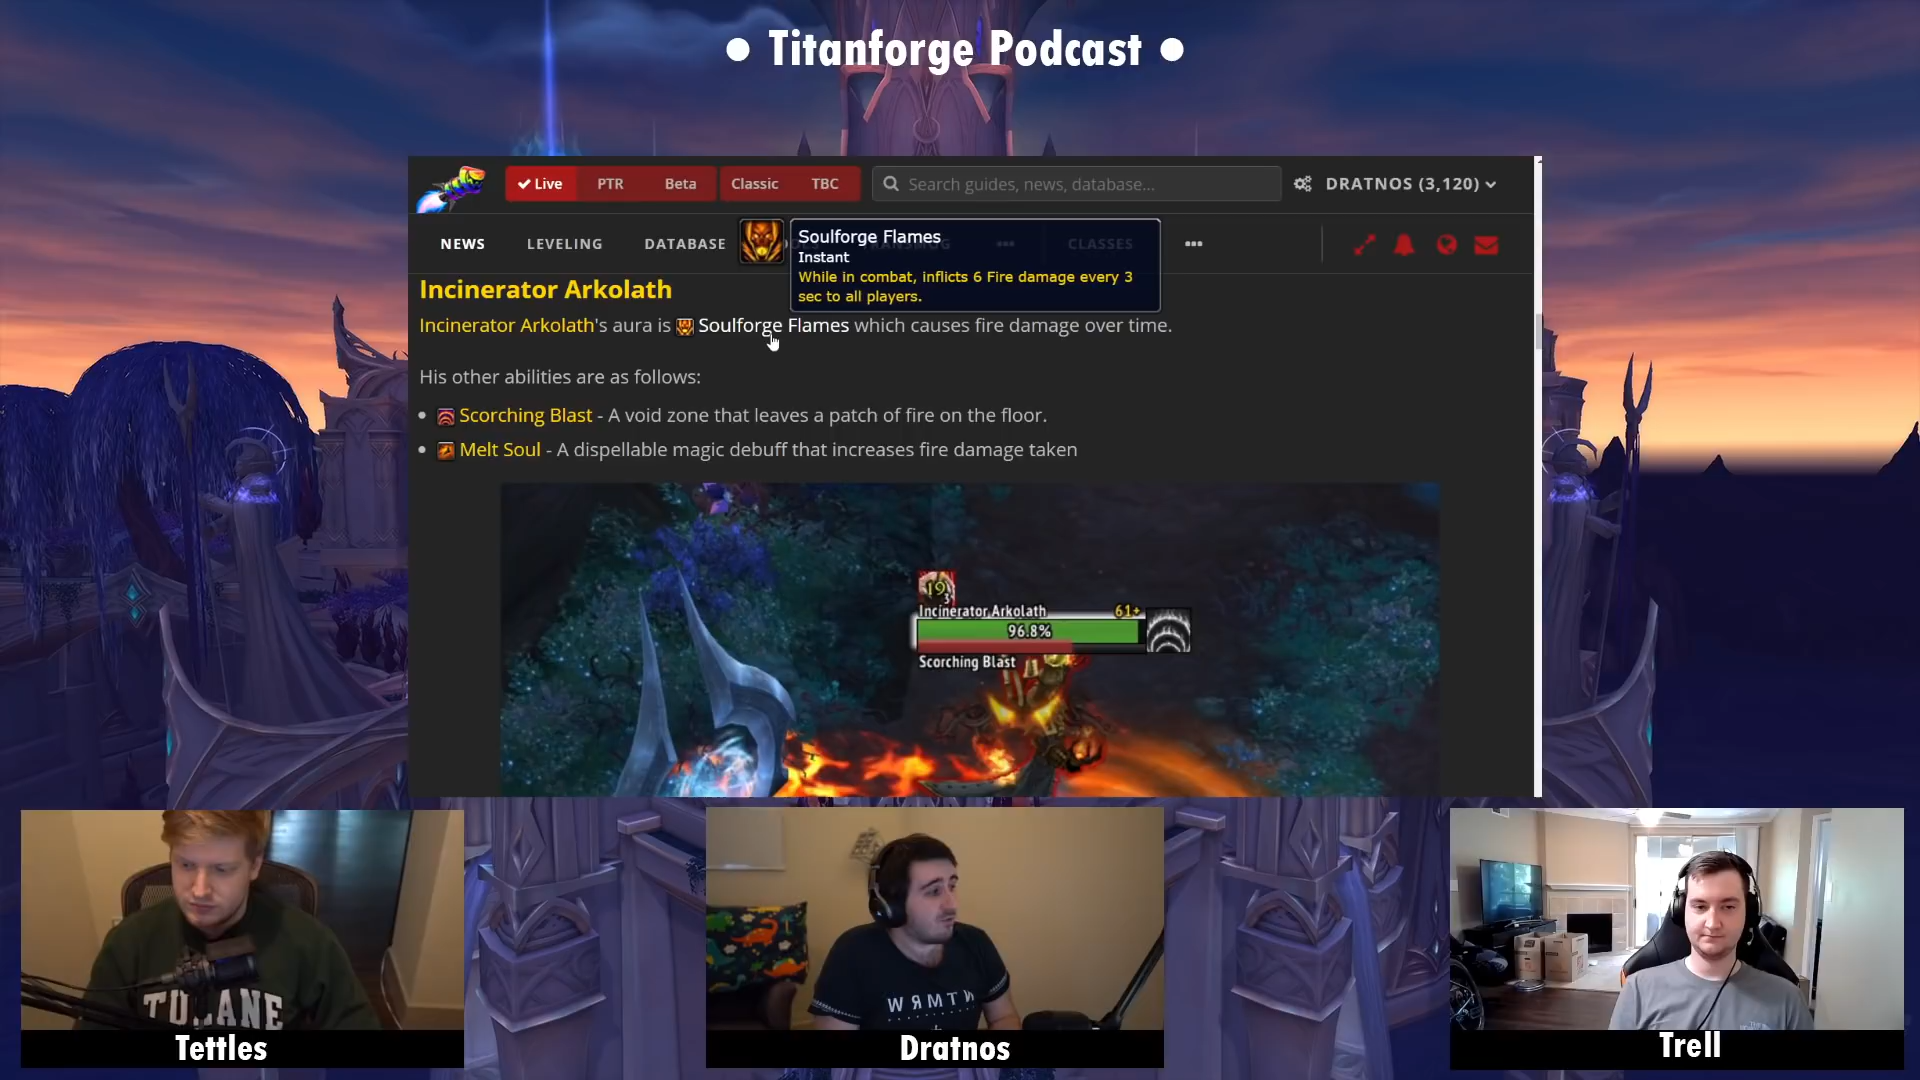 ● Titanforge Podcast ●
Live PTR Beta Classic TBC Search guides, news, database... DRATNOS (3,120)
NEWS LEVELING DATABASE CLASSES
Soulforge Flames
Instant
While in combat, inflicts 6 Fire damage every 3
sec to all players.
Incinerator Arkolath
Incinerator Arkolath's aura is Soulforge Flames which causes fire damage over time.
His other abilities are as follows:
• Scorching Blast - A void zone that leaves a patch of fire on the floor.
• Melt Soul - A dispellable magic debuff that increases fire damage taken
19
3
Incinerator Arkolath 61+
96.8%
Scorching Blast
TULANE
Tettles
Dratnos
Trell